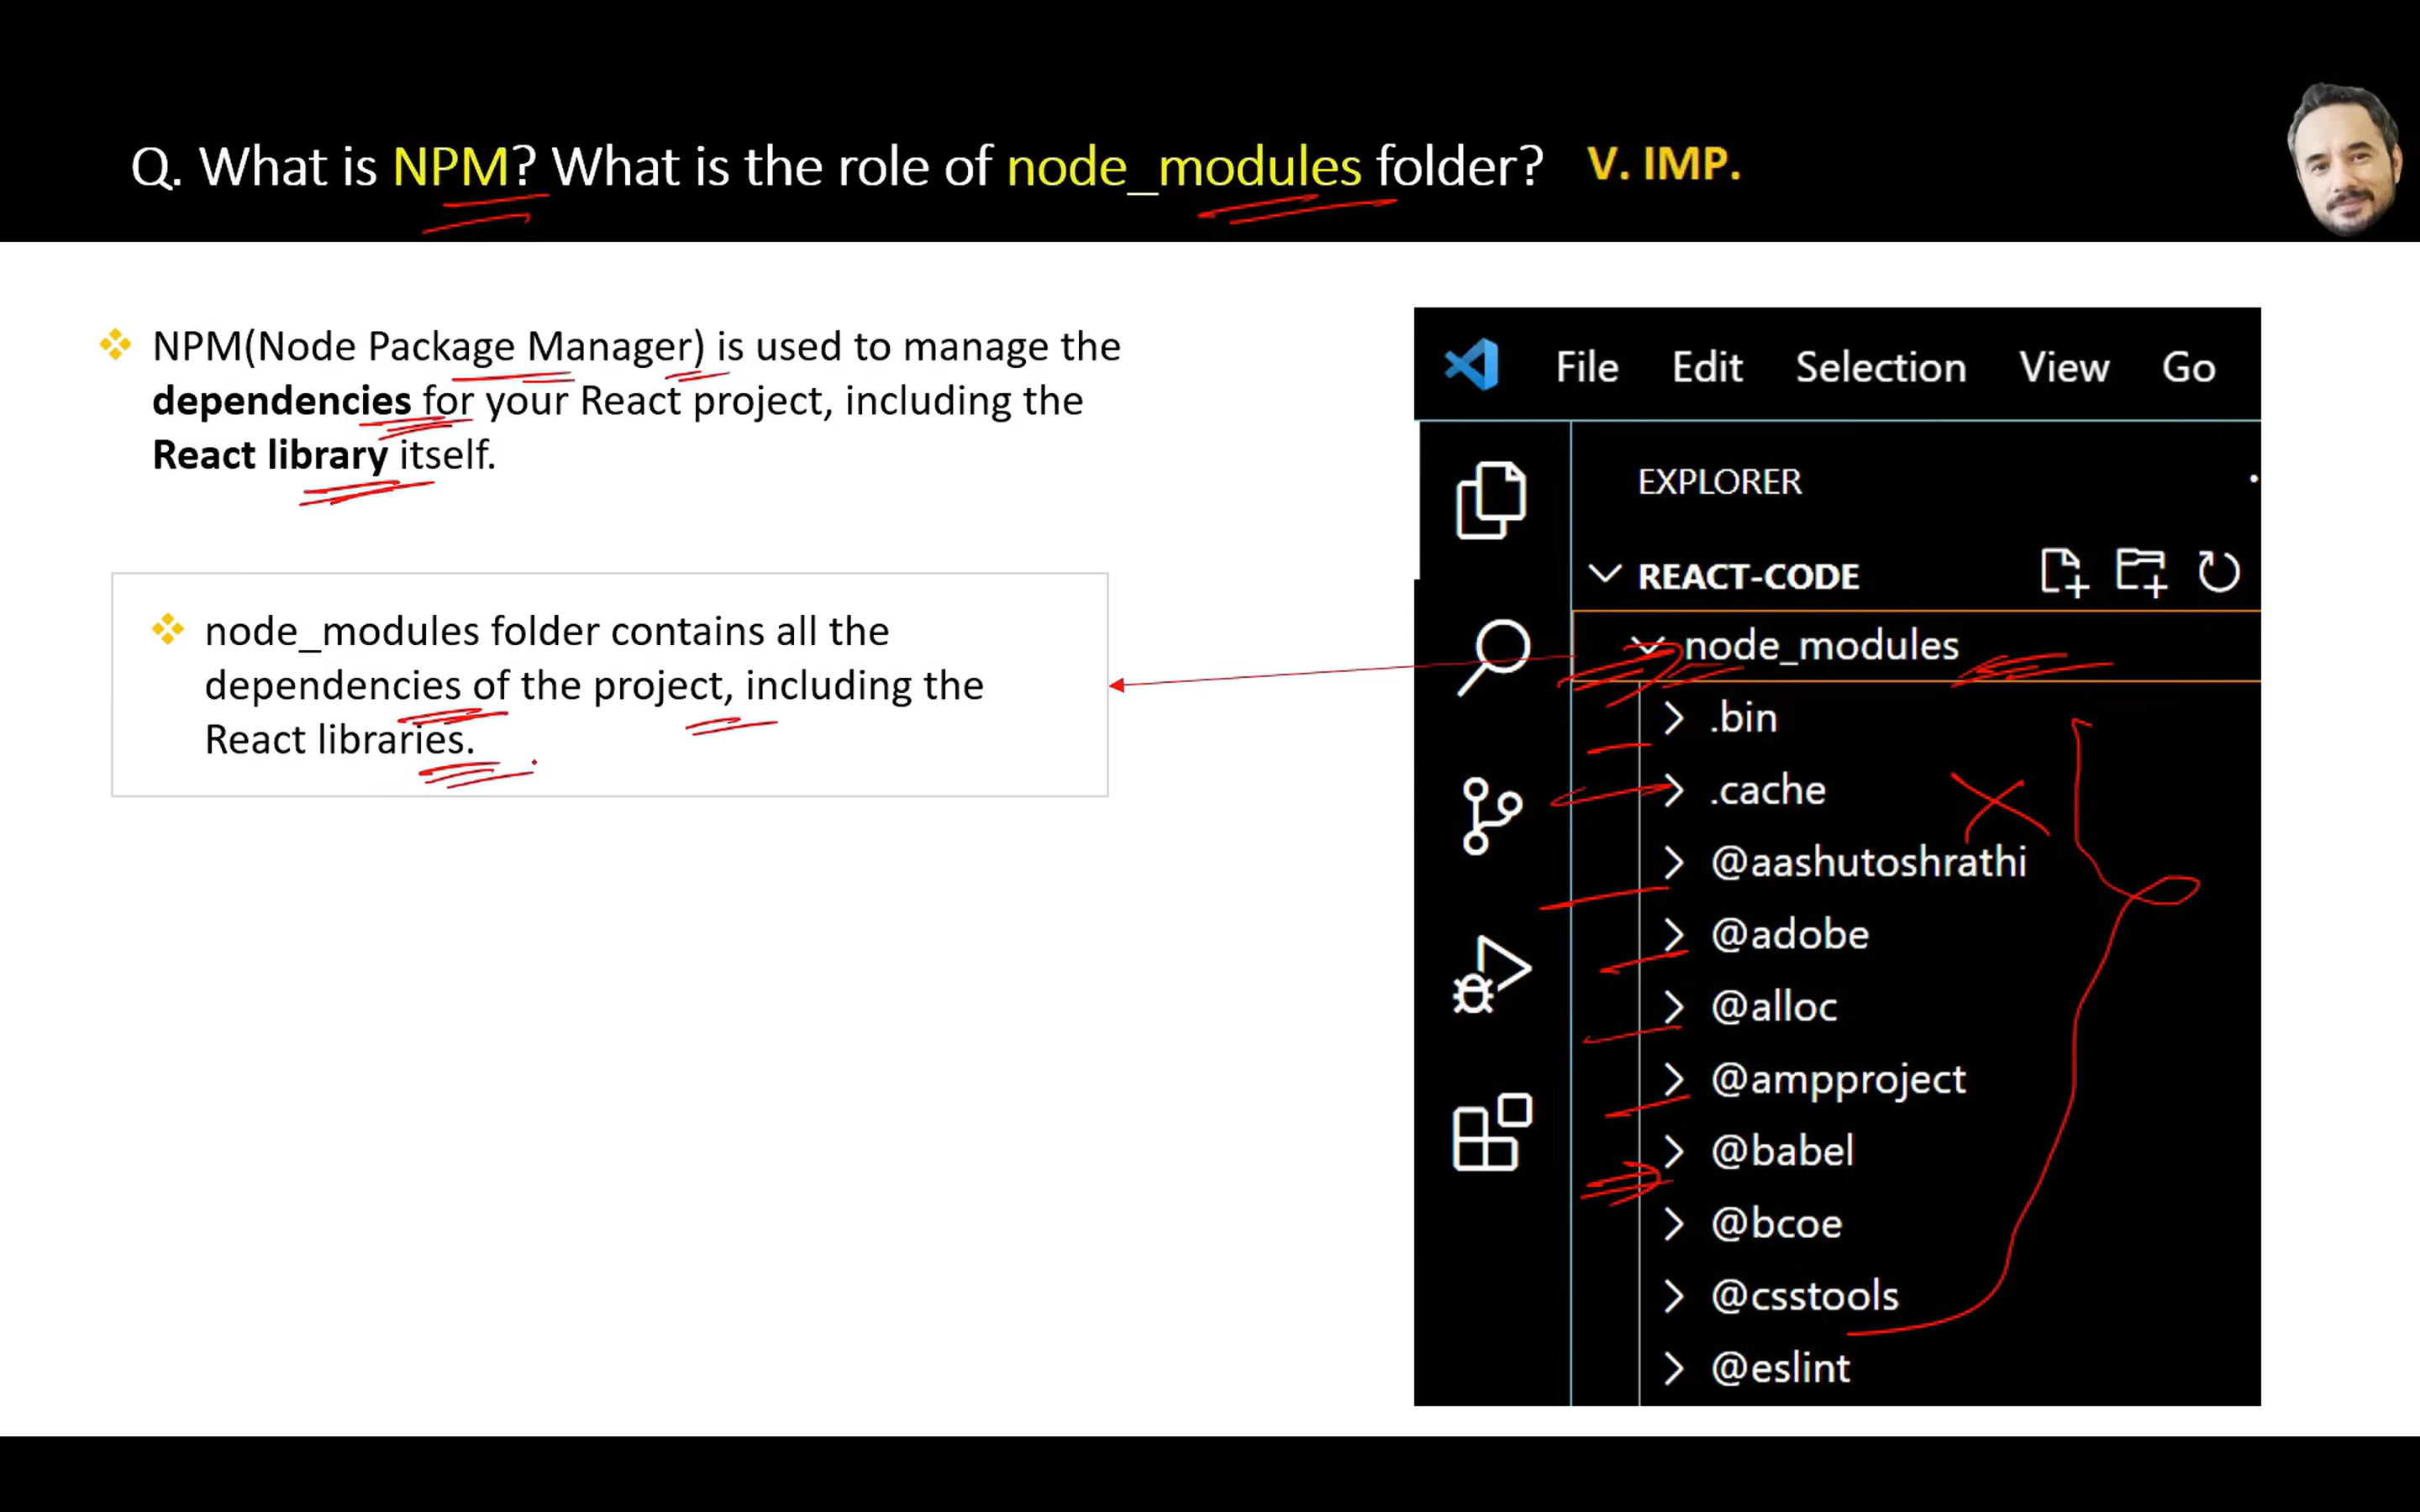 Q. What is NPM? What is the role of node_modules folder? V. IMP.
NPM(Node Package Manager) is used to manage the
dependencies for your React project, including the
React library itself.
node_modules folder contains all the
dependencies of the project, including the
React libraries.
File Edit Selection View Go
EXPLORER
REACT-CODE
node_modules
.bin
.cache
@aashutoshrathi
@adobe
@alloc
@ampproject
@babel
@bcoe
@csstools
@eslint